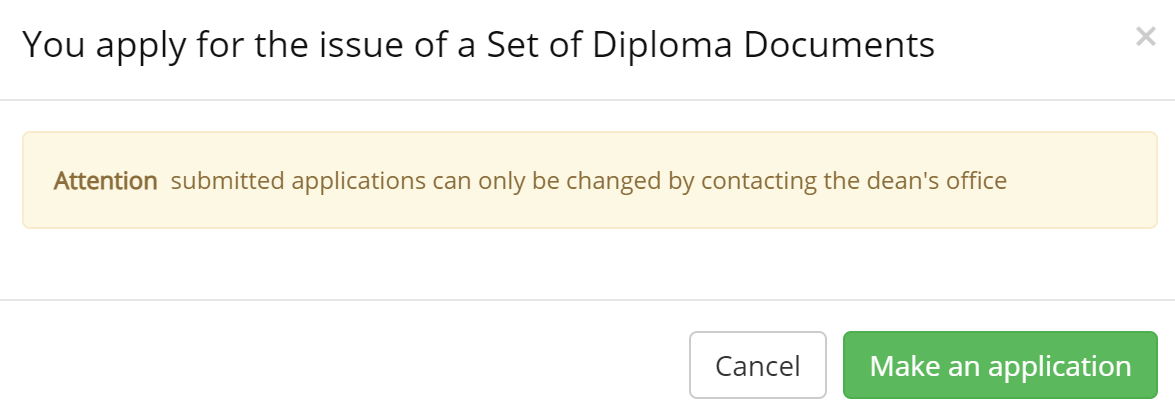 You apply for the issue of a Set of Diploma Documents
×
Attention submitted applications can only be changed by contacting the dean's office
Cancel Make an application